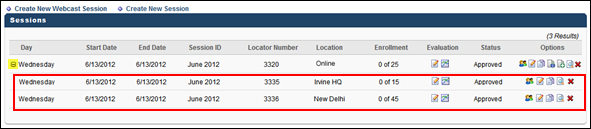 Create New Webcast Session Create New Session
Sessions
(3 Results)
Day Start Date End Date Session ID Locator Number Location Enrollment Evaluation Status Options
Wednesday 6/13/2012 6/13/2012 June 2012 3320 Online 0 of 25 Approved
Wednesday 6/13/2012 6/13/2012 June 2012 3335 Irvine HQ 0 of 15 Approved
Wednesday 6/13/2012 6/13/2012 June 2012 3336 New Delhi 0 of 45 Approved